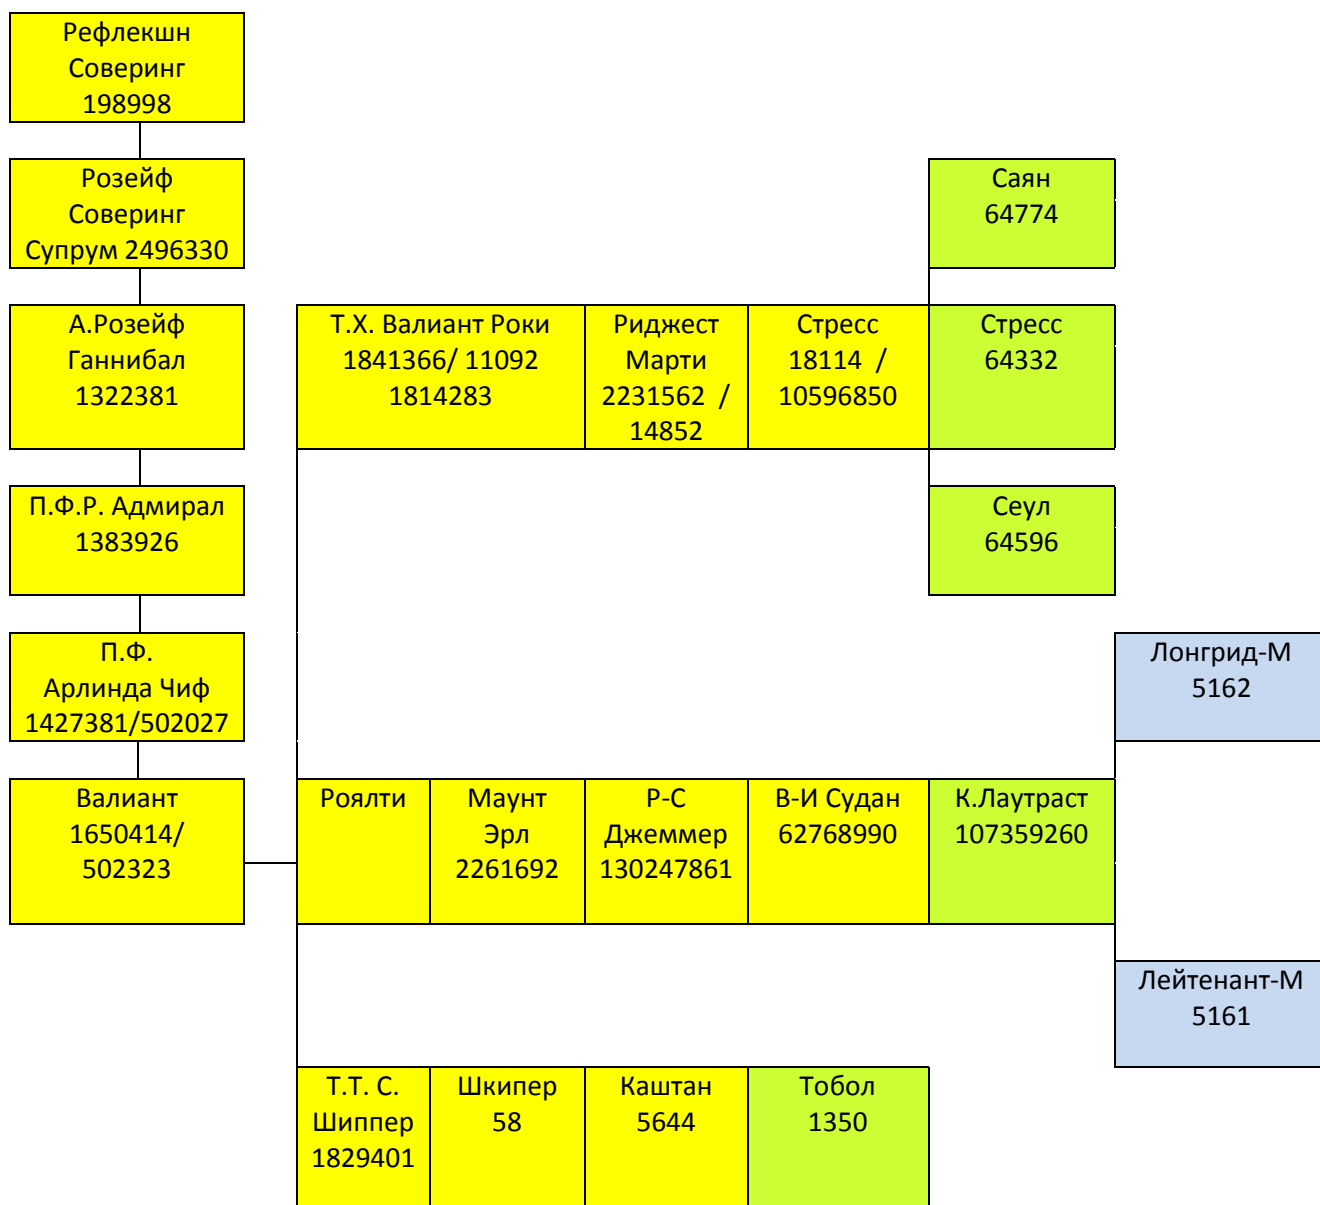 Рефлекшн
Соверинг
198998
Розейф
Соверинг
Супрум 2496330
Саян
64774
А.Розейф
Ганнибал
1322381
Т.Х. Валиант Роки
1841366/ 11092
1814283
Риджест
Марти
2231562 /
14852
Стресс
18114 /
10596850
Стресс
64332
П.Ф.Р. Адмирал
1383926
Сеул
64596
П.Ф.
Арлинда Чиф
1427381/502027
Лонгрид-М
5162
Валиант
1650414/
502323
Роялти
Маунт
Эрл
2261692
Р-С
Джеммер
130247861
В-И Судан
62768990
К.Лаутраст
107359260
Лейтенант-М
5161
Т.Т. С.
Шиппер
1829401
Шкипер
58
Каштан
5644
Тобол
1350